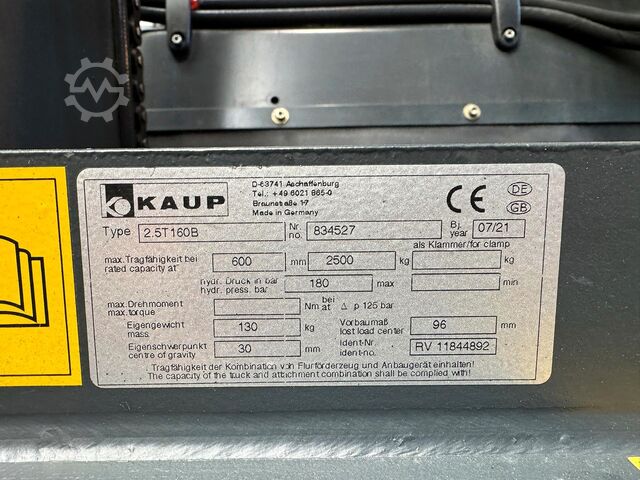 KAUP
D-63741 Aschaffenburg
Tel.: +49 6021 865-0
Braunstraße 1-7
Made in Germany
CE
DE
GB
Type 2.5T160B Nr. no. 834527 Bj. year 07/21
als Klammer/for clamp
max.Tragfähigkeit bei
rated capacity at 600 mm 2500 kg kg
hydr. Druck in bar
hydr. press. bar 180 max min
max.Drehmoment
max.torque Nm bei at Δ p 125 bar
Eigengewicht
mass 130 kg Vorbaumaß
lost load center 96 mm
Eigenschwerpunkt
centre of gravity 30 mm Ident-Nr.
ident-no. RV 11844892
Tragfähigkeit der Kombination von Flurförderzeug und Anbaugerät einhalten!
The capacity of the truck and attachment combination shall be complied with!